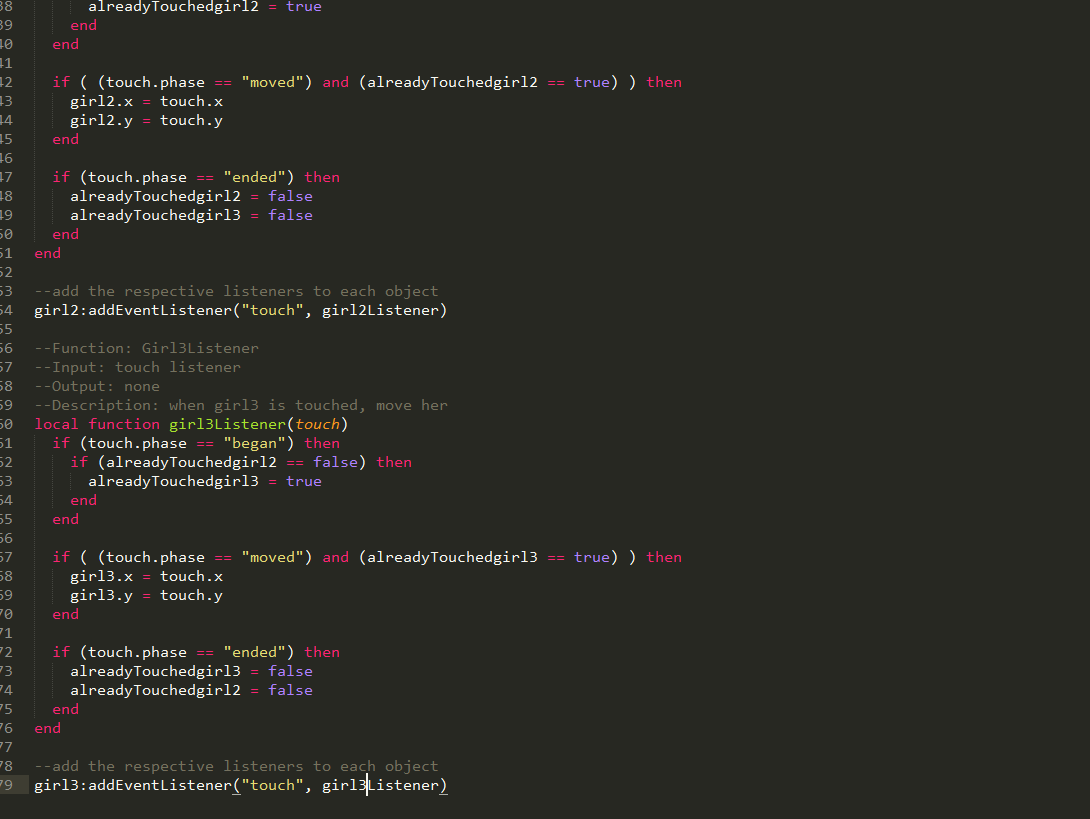 38       alreadyTouchedgirl2 = true
39     end
40   end
41
42   if ( (touch.phase == "moved") and (alreadyTouchedgirl2 == true) ) then
43     girl2.x = touch.x
44     girl2.y = touch.y
45   end
46
47   if (touch.phase == "ended") then
48     alreadyTouchedgirl2 = false
49     alreadyTouchedgirl3 = false
50   end
51 end
52
53 --add the respective listeners to each object
54 girl2:addEventListener("touch", girl2Listener)
55
56 --Function: Girl3Listener
57 --Input: touch listener
58 --Output: none
59 --Description: when girl3 is touched, move her
60 local function girl3Listener(touch)
61   if (touch.phase == "began") then
62     if (alreadyTouchedgirl2 == false) then
63       alreadyTouchedgirl3 = true
64     end
65   end
66
67   if ( (touch.phase == "moved") and (alreadyTouchedgirl3 == true) ) then
68     girl3.x = touch.x
69     girl3.y = touch.y
70   end
71
72   if (touch.phase == "ended") then
73     alreadyTouchedgirl3 = false
74     alreadyTouchedgirl2 = false
75   end
76 end
77
78 --add the respective listeners to each object
79 girl3:addEventListener("touch", girl3Listener)